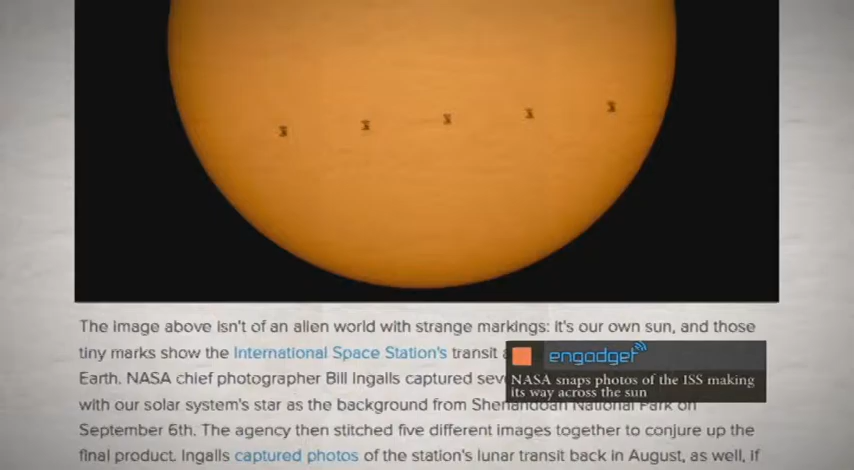 The image above isn't of an alien world with strange markings: it's our own sun, and those
tiny marks show the International Space Station's transit
Earth. NASA chief photographer Bill Ingalls captured
with our solar system's star as the background from Shenandoah National Park on
September 6th. The agency then stitched five different images together to conjure up the
final product. Ingalls captured photos of the station's lunar transit back in August, as well, if
engadget
NASA snaps photos of the ISS making
its way across the sun